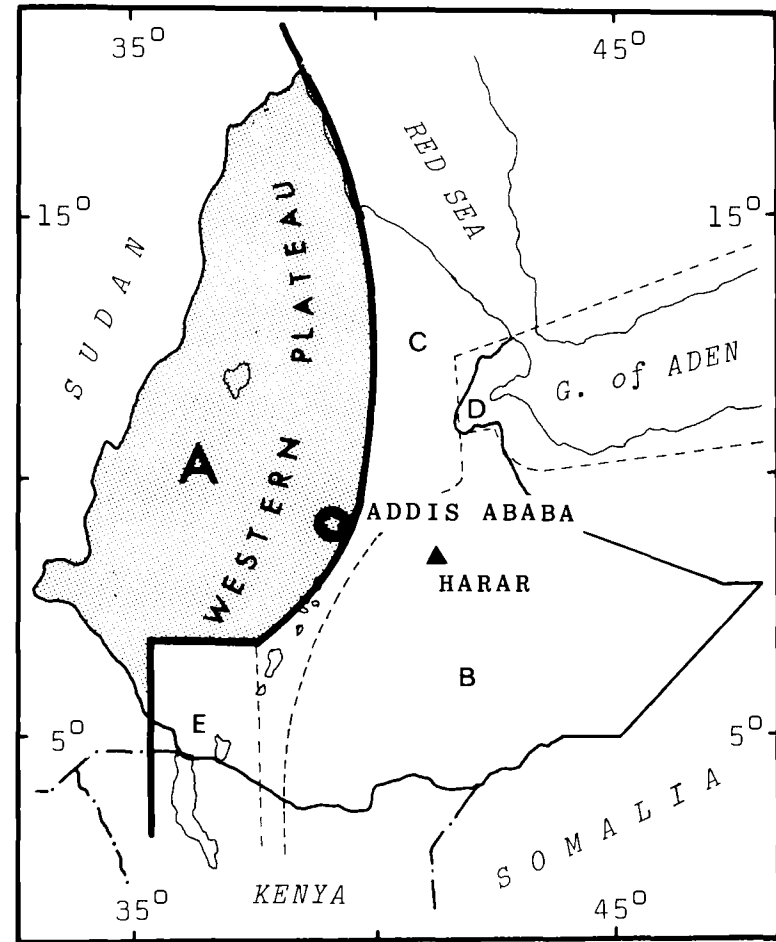 35° 45°
RED SEA
15° 15°
SUDAN
WESTERN PLATEAU
C
G. of ADEN
D
A
ADDIS ABABA
HARAR
B
E
5° 5°
SOMALIA
KENYA
35° 45°